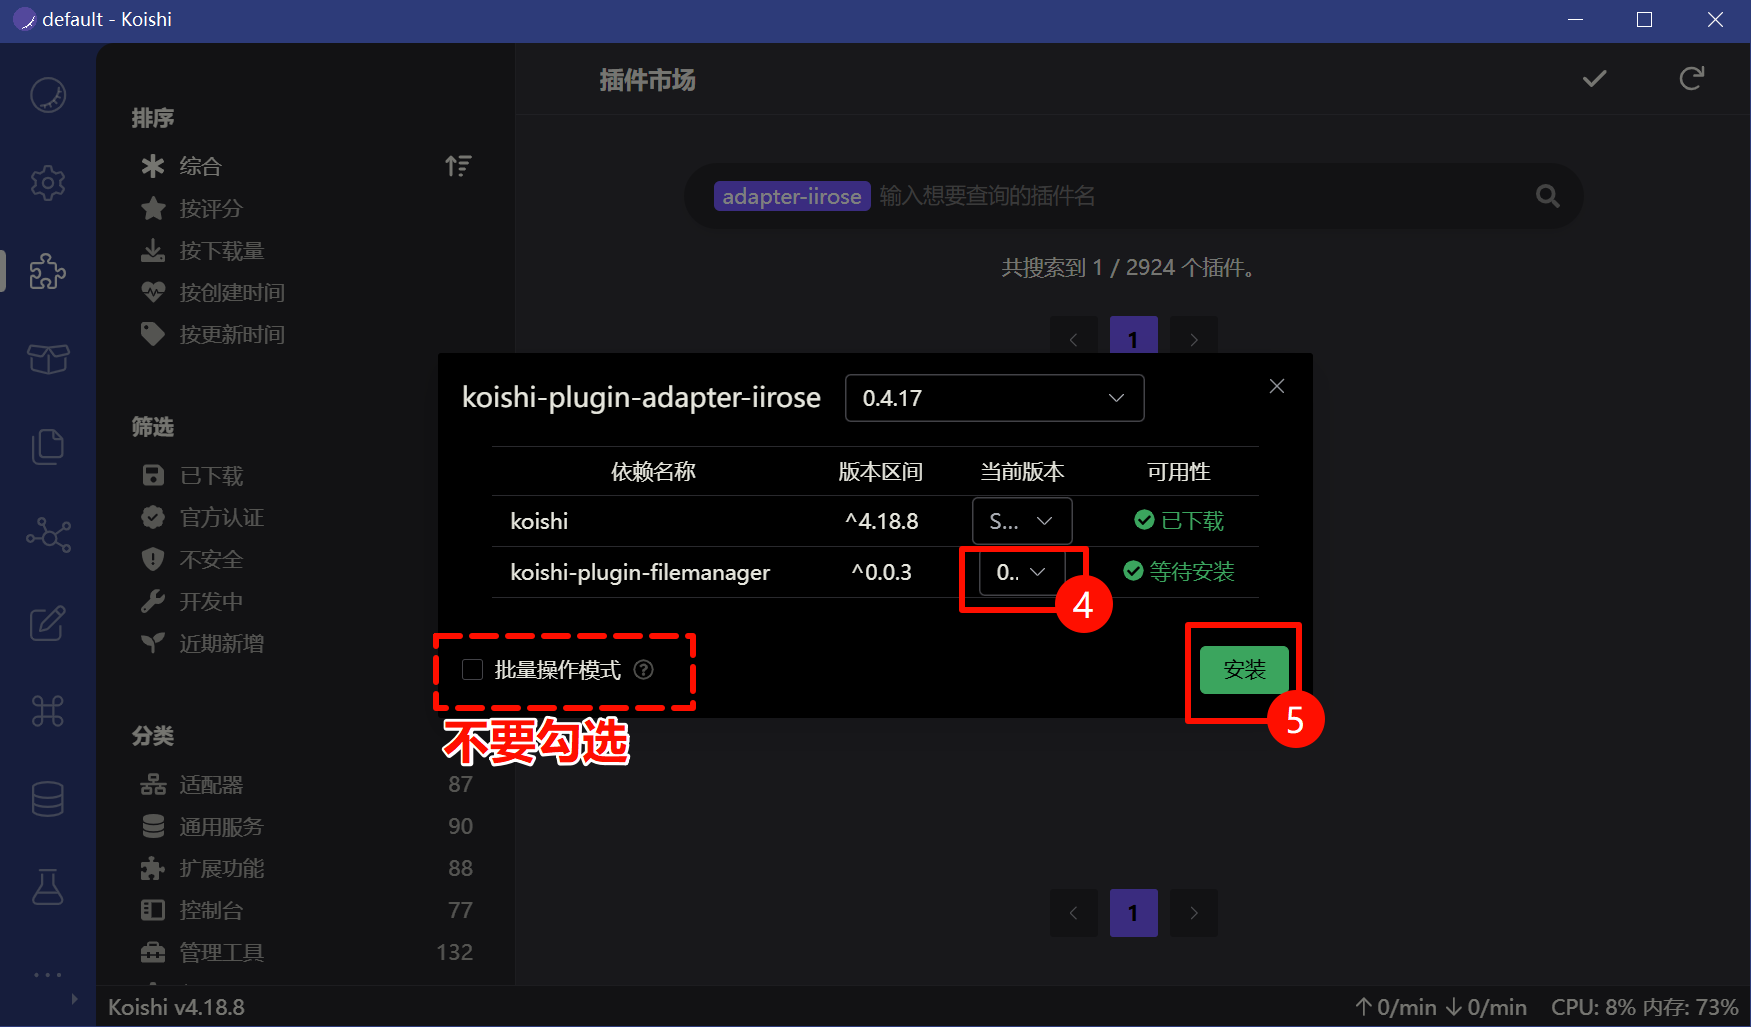 default - Koishi
排序
综合
按评分
按下载量
按创建时间
按更新时间
筛选
已下载
官方认证
不安全
开发中
近期新增
分类
适配器 87
通用服务 90
扩展功能 88
控制台 77
管理工具 132
插件市场
adapter-iirose 输入想要查询的插件名
共搜索到 1 / 2924 个插件。
1
koishi-plugin-adapter-iirose 0.4.17
依赖名称 版本区间 当前版本 可用性
koishi ^4.18.8 S... 已下载
koishi-plugin-filemanager ^0.0.3 0.. 等待安装
4
批量操作模式 ?
安装
5
不要勾选
1
Koishi v4.18.8
↑ 0/min ↓ 0/min CPU: 8% 内存: 73%